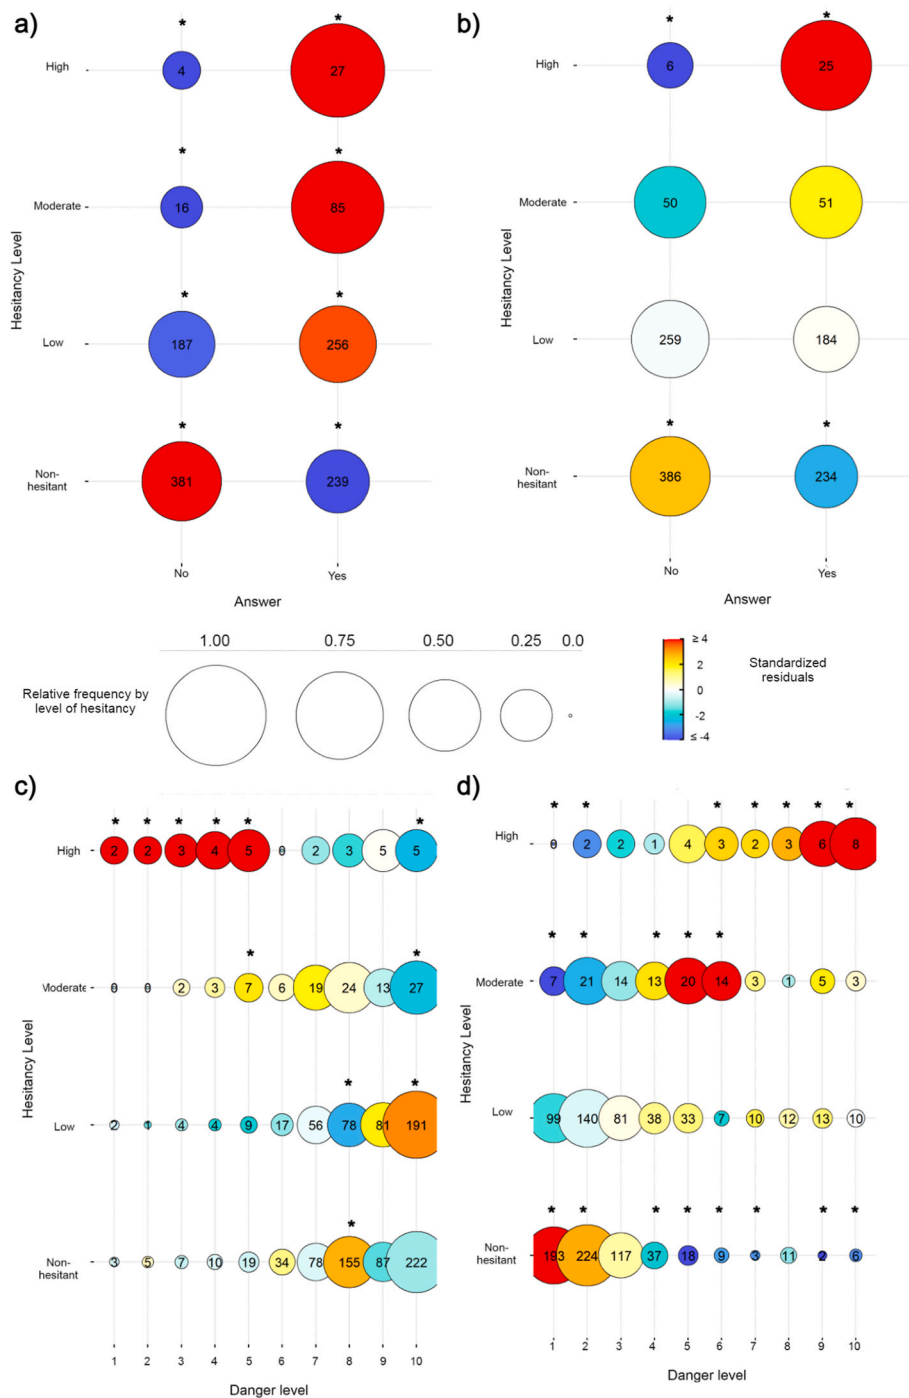 a)
* *
High 4 27
* *
Moderate 16 85
* *
Low 187 256
* *
Non-
hesitant 381 239
Hesitancy Level
No Yes
Answer
b)
* *
High 6 25
Moderate 50 51
Low 259 184
* *
Non-
hesitant 386 234
Hesitancy Level
No Yes
Answer
1.00 0.75 0.50 0.25 0.0
Relative frequency by
level of hesitancy
≥ 4
2
0
-2
≤ -4
Standardized
residuals
c)
* * * * * *
High 2 2 3 4 5 0 2 3 5 5
* *
Moderate 0 0 2 3 7 6 19 24 13 27
* *
Low 2 1 4 4 9 17 56 78 81 191
*
Non-
hesitant 3 5 7 10 19 34 78 155 87 222
Hesitancy Level
1 2 3 4 5 6 7 8 9 10
Danger level
d)
* * * * * * *
High 0 2 2 1 4 3 2 3 6 8
* * * * *
Moderate 7 21 14 13 20 14 3 1 5 3
Low 99 140 81 38 33 7 10 12 13 10
* * * * * * * *
Non-
hesitant 193 224 117 37 18 9 3 11 2 6
Hesitancy Level
1 2 3 4 5 6 7 8 9 10
Danger level